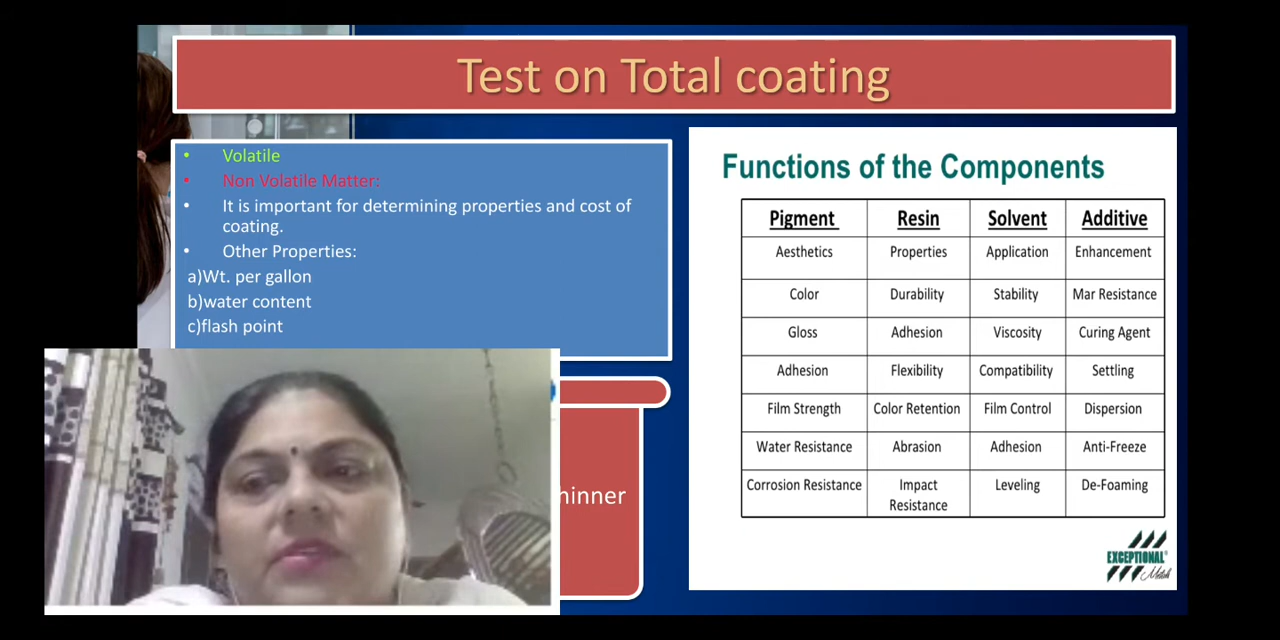 Test on Total coating
• Volatile
• Non Volatile Matter:
• It is important for determining properties and cost of
coating.
• Other Properties:
a)Wt. per gallon
b)water content
c)flash point
hinner
Functions of the Components
Pigment Resin Solvent Additive
Aesthetics Properties Application Enhancement
Color Durability Stability Mar Resistance
Gloss Adhesion Viscosity Curing Agent
Adhesion Flexibility Compatibility Settling
Film Strength Color Retention Film Control Dispersion
Water Resistance Abrasion Adhesion Anti-Freeze
Corrosion Resistance Impact Leveling De-Foaming
Resistance
EXCEPTIONAL®
Metals